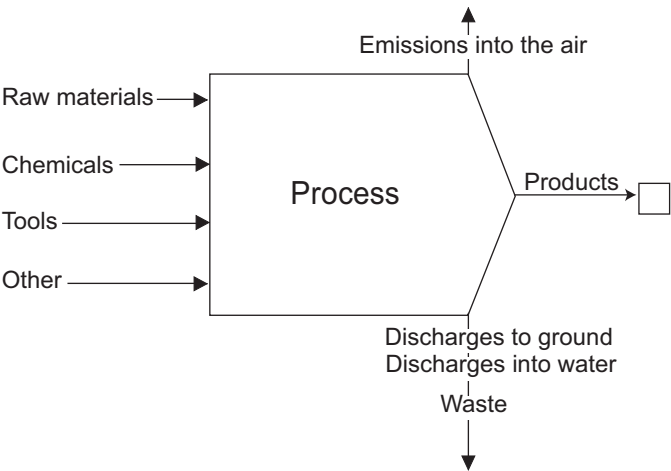 Emissions into the air
Raw materials
Chemicals
Process
Products
Tools
Other
Discharges to ground
Discharges into water
Waste